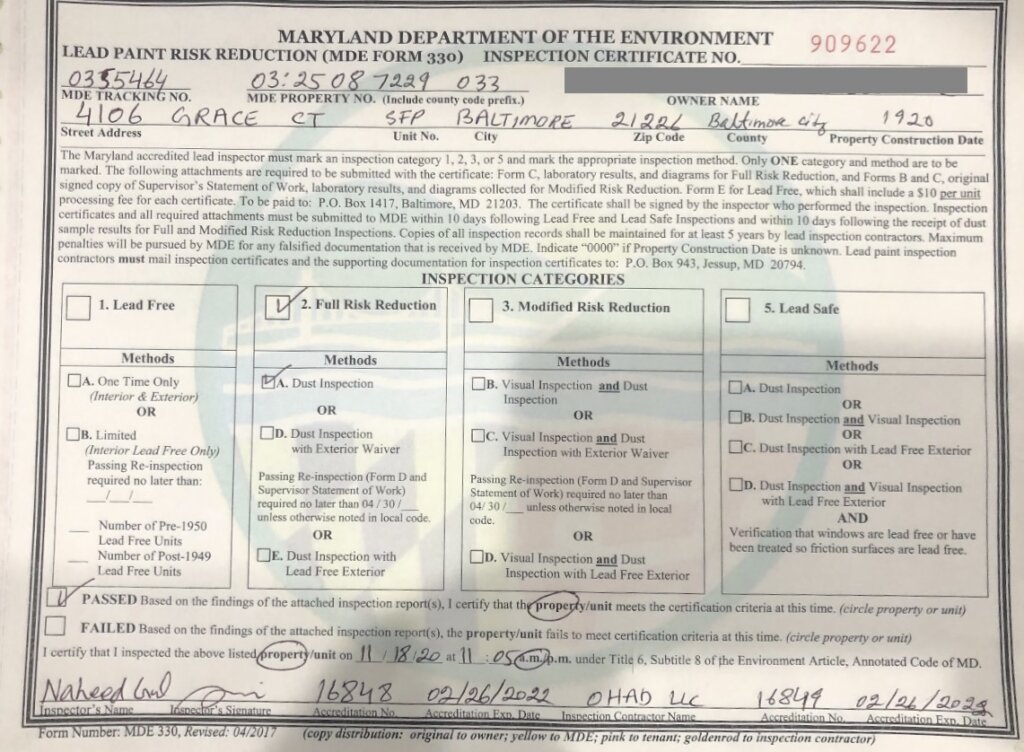 MARYLAND DEPARTMENT OF THE ENVIRONMENT
LEAD PAINT RISK REDUCTION (MDE FORM 330) INSPECTION CERTIFICATE NO. 909622
0355464 03:25 08 7229 033
MDE TRACKING NO. MDE PROPERTY NO. (Include county code prefix.) OWNER NAME
4106 GRACE CT SFP BALTIMORE 21226 Baltimore city 1920
Street Address Unit No. City Zip Code County Property Construction Date
The Maryland accredited lead inspector must mark an inspection category 1, 2, 3, or 5 and mark the appropriate inspection method. Only ONE category and method are to be
marked. The following attachments are required to be submitted with the certificate: Form C, laboratory results, and diagrams for Full Risk Reduction, and Forms B and C, original
signed copy of Supervisor's Statement of Work, laboratory results, and diagrams collected for Modified Risk Reduction. Form E for Lead Free, which shall include a $10 per unit
processing fee for each certificate. To be paid to: P.O. Box 1417, Baltimore, MD 21203. The certificate shall be signed by the inspector who performed the inspection. Inspection
certificates and all required attachments must be submitted to MDE within 10 days following Lead Free and Lead Safe Inspections and within 10 days following the receipt of dust
sample results for Full and Modified Risk Reduction Inspections. Copies of all inspection records shall be maintained for at least 5 years by lead inspection contractors. Maximum
penalties will be pursued by MDE for any falsified documentation that is received by MDE. Indicate "0000" if Property Construction Date is unknown. Lead paint inspection
contractors must mail inspection certificates and the supporting documentation for inspection certificates to: P.O. Box 943, Jessup, MD 20794.
INSPECTION CATEGORIES
1. Lead Free
Methods
A. One Time Only
(Interior & Exterior)
OR
B. Limited
(Interior Lead Free Only)
Passing Re-inspection
required no later than:
__/__/___
___ Number of Pre-1950
Lead Free Units
___ Number of Post-1949
Lead Free Units
2. Full Risk Reduction
Methods
A. Dust Inspection
OR
D. Dust Inspection
with Exterior Waiver
Passing Re-inspection (Form D and
Supervisor Statement of Work)
required no later than 04 / 30 /___
unless otherwise noted in local code.
OR
E. Dust Inspection with
Lead Free Exterior
3. Modified Risk Reduction
Methods
B. Visual Inspection and Dust
Inspection
OR
C. Visual Inspection and Dust
Inspection with Exterior Waiver
Passing Re-inspection (Form D and Supervisor
Statement of Work) required no later than
04/ 30/___ unless otherwise noted in local
code.
OR
D. Visual Inspection and Dust
Inspection with Lead Free Exterior
5. Lead Safe
Methods
A. Dust Inspection
OR
B. Dust Inspection and Visual Inspection
OR
C. Dust Inspection with Lead Free Exterior
OR
D. Dust Inspection and Visual Inspection
with Lead Free Exterior
AND
Verification that windows are lead free or have
been treated so friction surfaces are lead free.
PASSED Based on the findings of the attached inspection report(s), I certify that the property/unit meets the certification criteria at this time. (circle property or unit)
FAILED Based on the findings of the attached inspection report(s), the property/unit fails to meet certification criteria at this time. (circle property or unit)
I certify that I inspected the above listed property/unit on 11 / 18 / 20 at 11 : 05 a.m./p.m. under Title 6, Subtitle 8 of the Environment Article, Annotated Code of MD.
Naheed 16848 02/26/2022 OHAD LLC 16849 02/26/2022
Inspector's Name Inspector's Signature Accreditation No. Accreditation Exp. Date Inspection Contractor Name Accreditation No. Accreditation Exp. Date
Form Number: MDE 330, Revised: 04/2017 (copy distribution: original to owner; yellow to MDE; pink to tenant; goldenrod to inspection contractor)